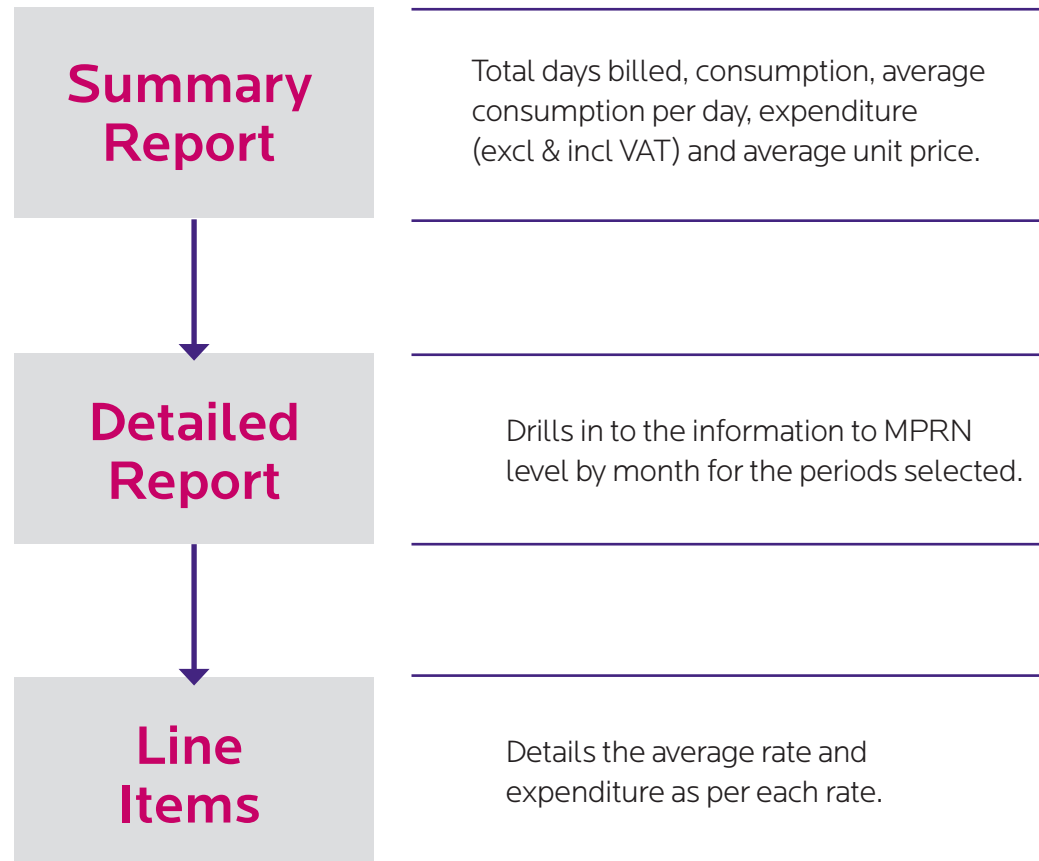 Summary
Report
Total days billed, consumption, average
consumption per day, expenditure
(excl & incl VAT) and average unit price.
Detailed
Report
Drills in to the information to MPRN
level by month for the periods selected.
Line
Items
Details the average rate and
expenditure as per each rate.